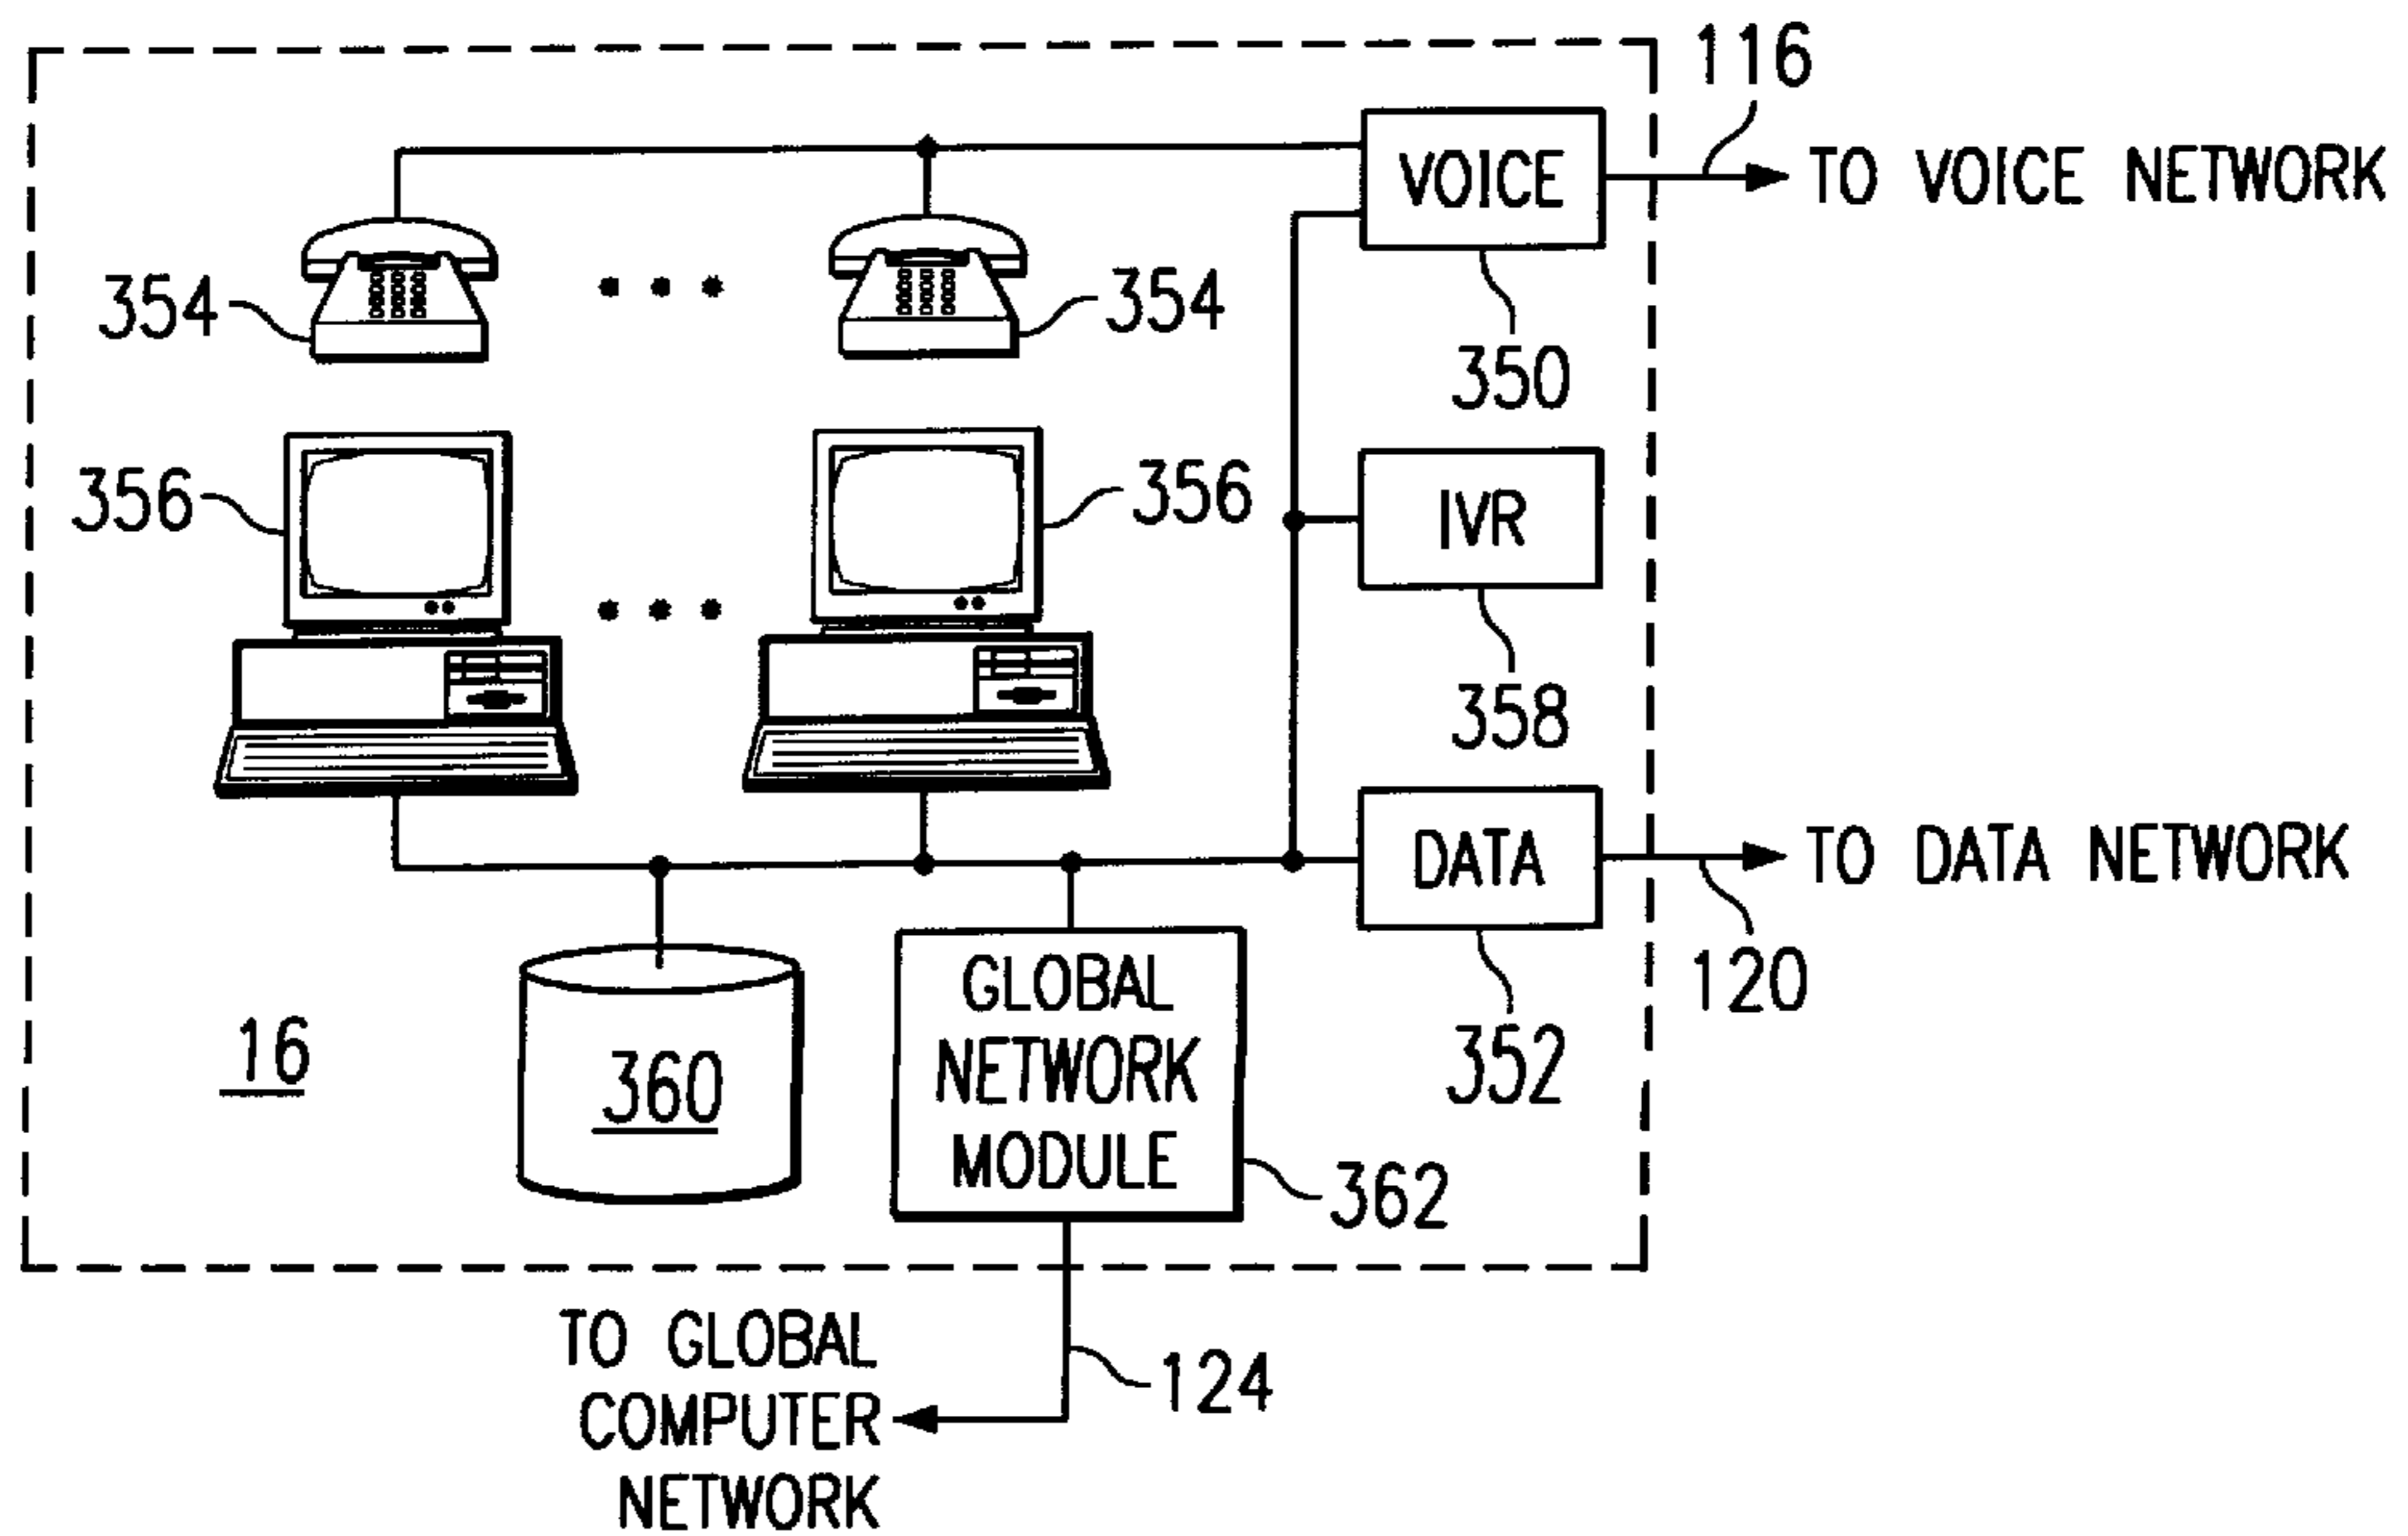 116
VOICE
TO VOICE NETWORK
354
354
350
356
356
IVR
358
DATA
TO DATA NETWORK
120
GLOBAL
NETWORK
MODULE
16
360
352
362
TO GLOBAL
COMPUTER
NETWORK
124